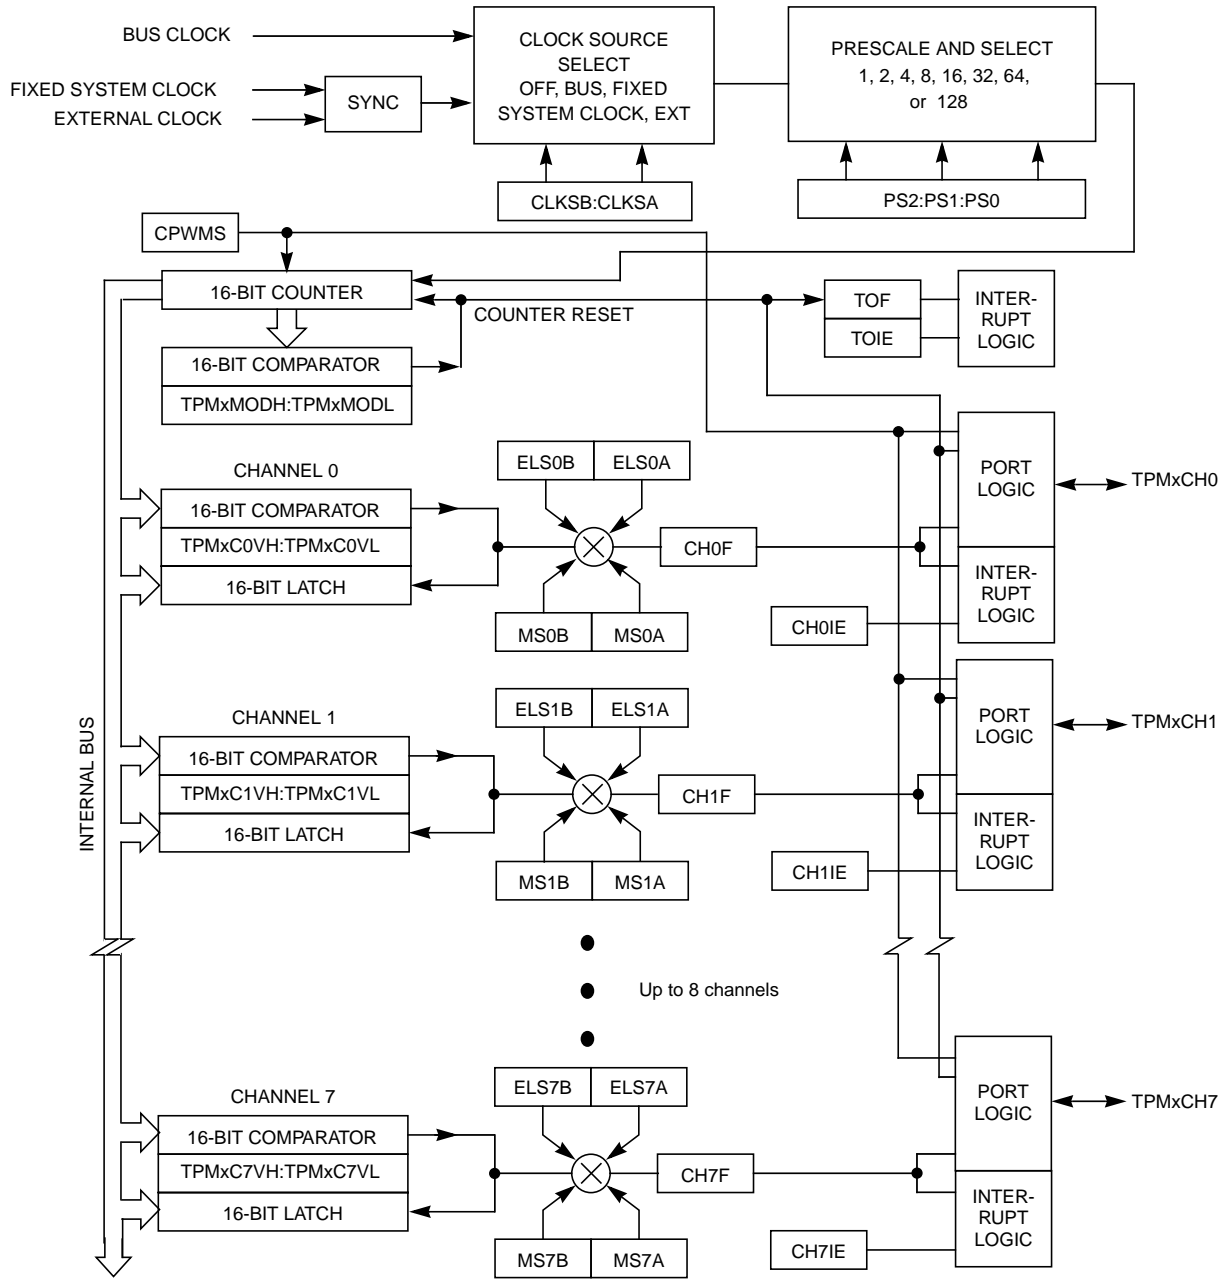 BUS CLOCK
FIXED SYSTEM CLOCK
EXTERNAL CLOCK
SYNC
CLOCK SOURCE
SELECT
OFF, BUS, FIXED
SYSTEM CLOCK, EXT
PRESCALE AND SELECT
1, 2, 4, 8, 16, 32, 64,
or 128
CLKSB:CLKSA
PS2:PS1:PS0
CPWMS
16-BIT COUNTER
COUNTER RESET
TOF
TOIE
INTER-
RUPT
LOGIC
16-BIT COMPARATOR
TPMxMODH:TPMxMODL
CHANNEL 0
ELS0B
ELS0A
PORT
LOGIC
TPMxCH0
16-BIT COMPARATOR
TPMxC0VH:TPMxC0VL
16-BIT LATCH
CH0F
INTER-
RUPT
LOGIC
MS0B
MS0A
CH0IE
INTERNAL BUS
CHANNEL 1
ELS1B
ELS1A
PORT
LOGIC
TPMxCH1
16-BIT COMPARATOR
TPMxC1VH:TPMxC1VL
16-BIT LATCH
CH1F
INTER-
RUPT
LOGIC
MS1B
MS1A
CH1IE
Up to 8 channels
CHANNEL 7
ELS7B
ELS7A
PORT
LOGIC
TPMxCH7
16-BIT COMPARATOR
TPMxC7VH:TPMxC7VL
16-BIT LATCH
CH7F
INTER-
RUPT
LOGIC
MS7B
MS7A
CH7IE